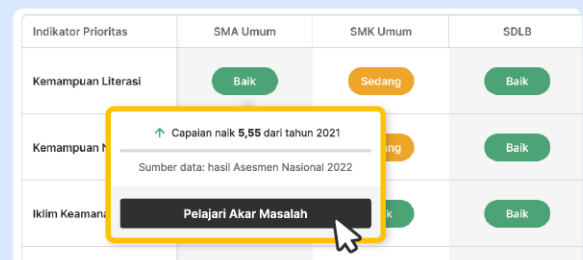 Indikator Prioritas SMA Umum SMK Umum SDLB
Kemampuan Literasi Baik Sedang Baik
↑ Capaian naik 5,55 dari tahun 2021
Kemampuan Baik
Sumber data: hasil Asesmen Nasional 2022
Iklim Baik
Pelajari Akar Masalah